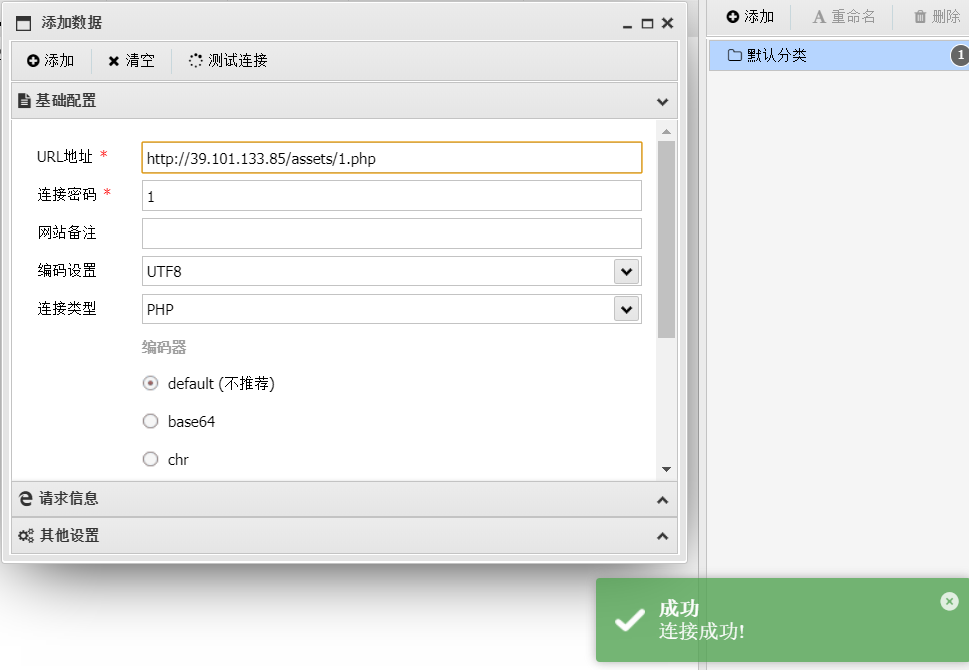 添加数据
添加 清空 测试连接
基础配置
URL地址 * http://39.101.133.85/assets/1.php
连接密码 * 1
网站备注
编码设置 UTF8
连接类型 PHP
编码器
default (不推荐)
base64
chr
请求信息
其他设置
添加 重命名 删除
默认分类 1
成功
连接成功!